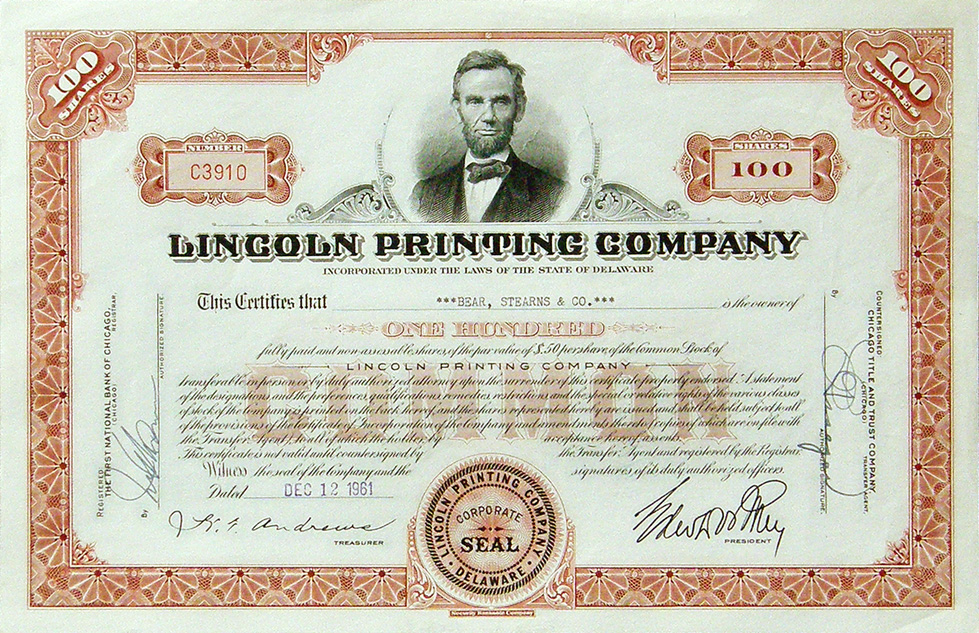 100
SHARES
100
SHARES
NUMBER
C3910
SHARES
100
LINCOLN PRINTING COMPANY
INCORPORATED UNDER THE LAWS OF THE STATE OF DELAWARE
This Certifies that ***BEAR, STEARNS & CO.*** is the owner of
ONE HUNDRED
fully paid and non-assessable shares, of the par value of $.50 per share, of the Common Stock of
LINCOLN PRINTING COMPANY
transferable in person or by duly authorized attorney upon the surrender of this certificate properly endorsed. A statement
of the designations and the preferences, qualifications, remedies, restrictions and the special or relative rights of the various classes
of stock of the Company is printed on the back hereof, and the shares represented hereby are issued and shall be held subject to all
of the provisions of the Certificate of Incorporation of the Company and amendments thereto (copies of which are on file with
the Transfer Agent), to all of which the holder by acceptance hereof assents.
This certificate is not valid until countersigned by the Transfer Agent and registered by the Registrar.
Witness the seal of the Company and the signatures of its duly authorized officers.
Dated DEC 12 1961
TREASURER
PRESIDENT
LINCOLN PRINTING COMPANY
CORPORATE
SEAL
DELAWARE
REGISTERED:
THE FIRST NATIONAL BANK OF CHICAGO,
(CHICAGO)
REGISTRAR,
By
AUTHORIZED SIGNATURE.
COUNTERSIGNED:
CHICAGO TITLE AND TRUST COMPANY,
(CHICAGO)
TRANSFER AGENT,
By
AUTHORIZED SIGNATURE.
COMMON
Security Banknote Company